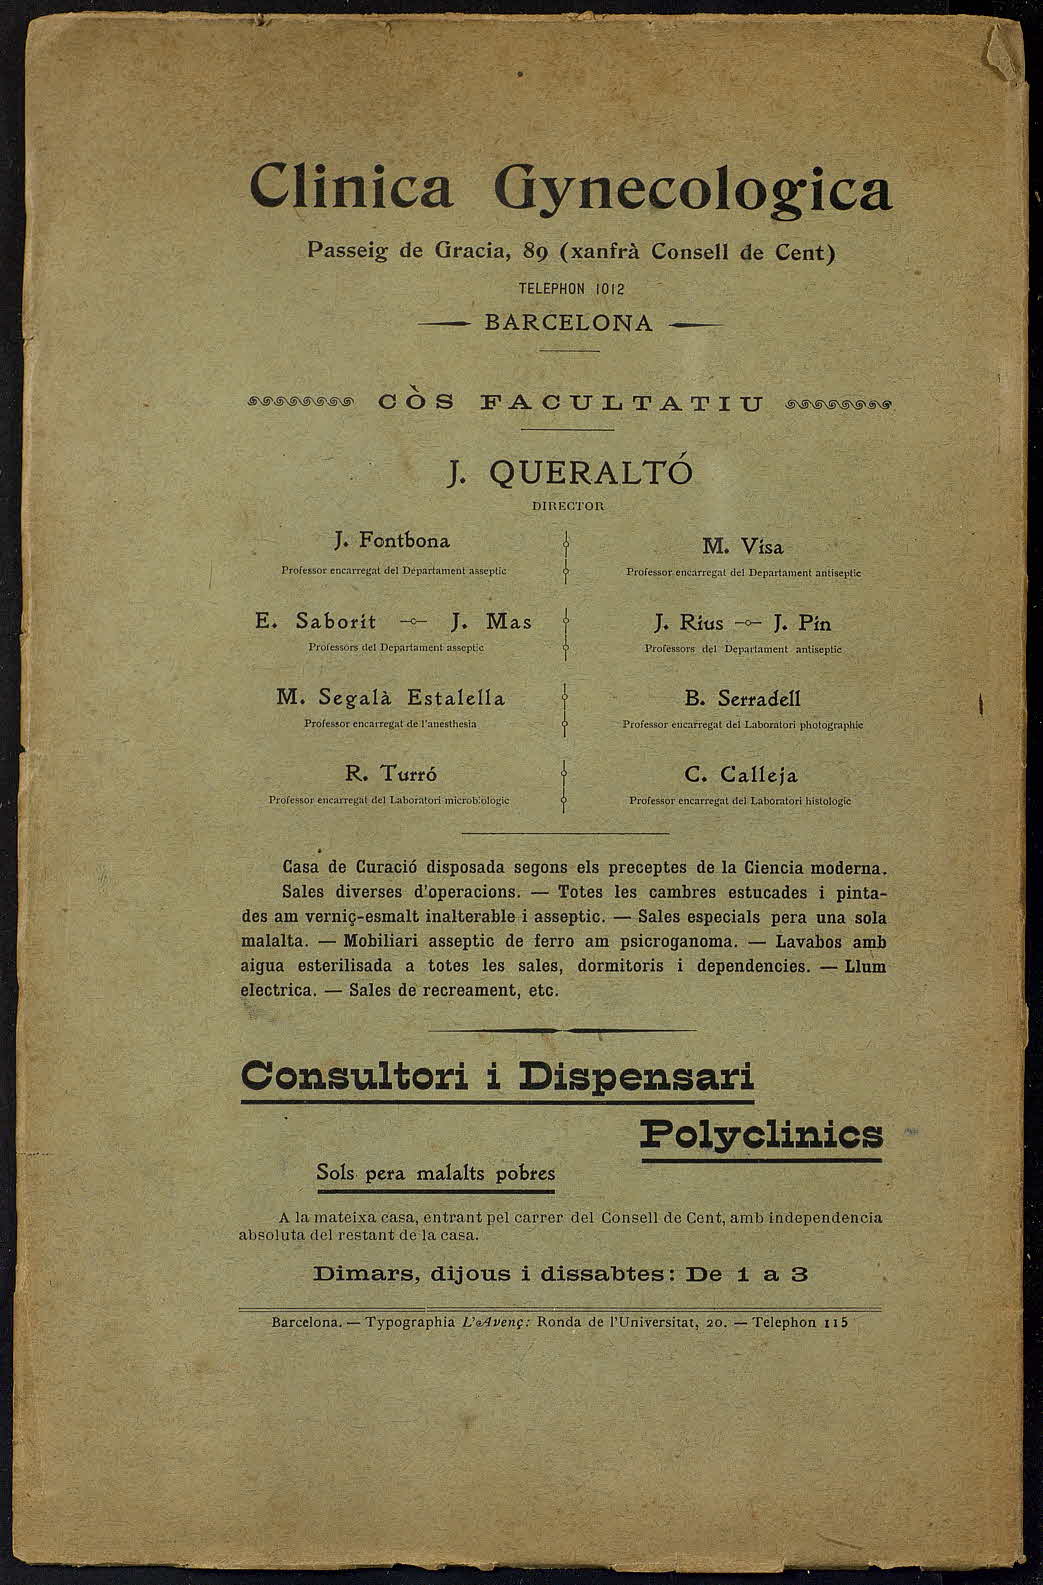 Clinica Gynecologica
Passeig de Gracia, 89 (xanfrà Consell de Cent)
TELEPHON 1012
BARCELONA
CÒS FACULTATIU
J. QUERALTÓ
DIRECTOR
J. Fontbona
Professor encarregat del Departament asseptic
M. Visa
Professor encarregat del Departament antiseptic
E. Saborit J. Mas
Professors del Departament asseptic
J. Rius J. Pin
Professors del Departament antiseptic
M. Segalà Estalella
Professor encarregat de l'anesthesia
B. Serradell
Professor encarregat del Laboratori photographic
R. Turró
Professor encarregat del Laboratori microbiologic
C. Calleja
Professor encarregat del Laboratori histologic
Casa de Curació disposada segons els preceptes de la Ciencia moderna.
Sales diverses d'operacions. — Totes les cambres estucades i pinta-
des am verniç-esmalt inalterable i asseptic. — Sales especials pera una sola
malalta. — Mobiliari asseptic de ferro am psicroganoma. — Lavabos amb
aigua esterilisada a totes les sales, dormitoris i dependencies. — Llum
electrica. — Sales de recreament, etc.
Consultori i Dispensari
Polyclinics
Sols pera malalts pobres
A la mateixa casa, entrant pel carrer del Consell de Cent, amb independencia
absoluta del restant de la casa.
Dimars, dijous i dissabtes: De 1 a 3
Barcelona. — Typographia L'Avenç: Ronda de l'Universitat, 20. — Telephon 115